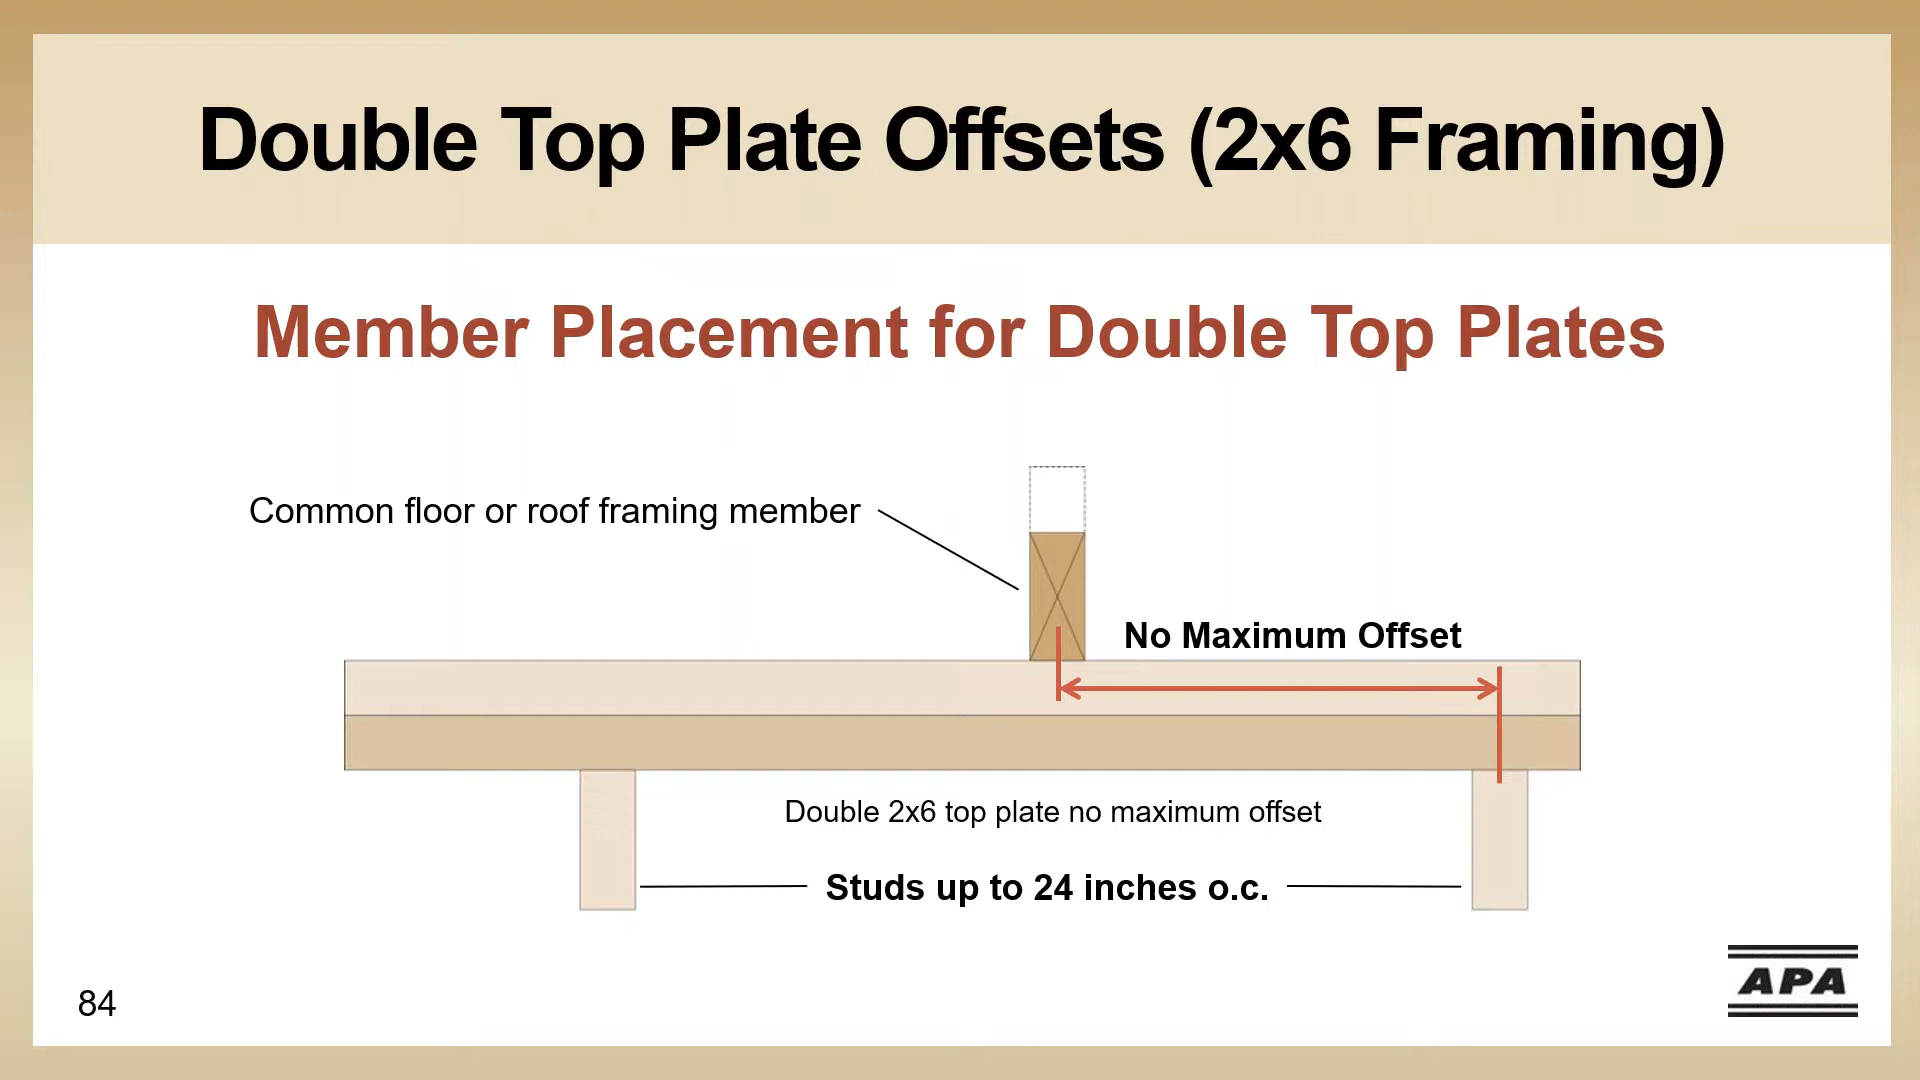 Double Top Plate Offsets (2x6 Framing)
Member Placement for Double Top Plates
Common floor or roof framing member
No Maximum Offset
Double 2x6 top plate no maximum offset
Studs up to 24 inches o.c.
84
APA